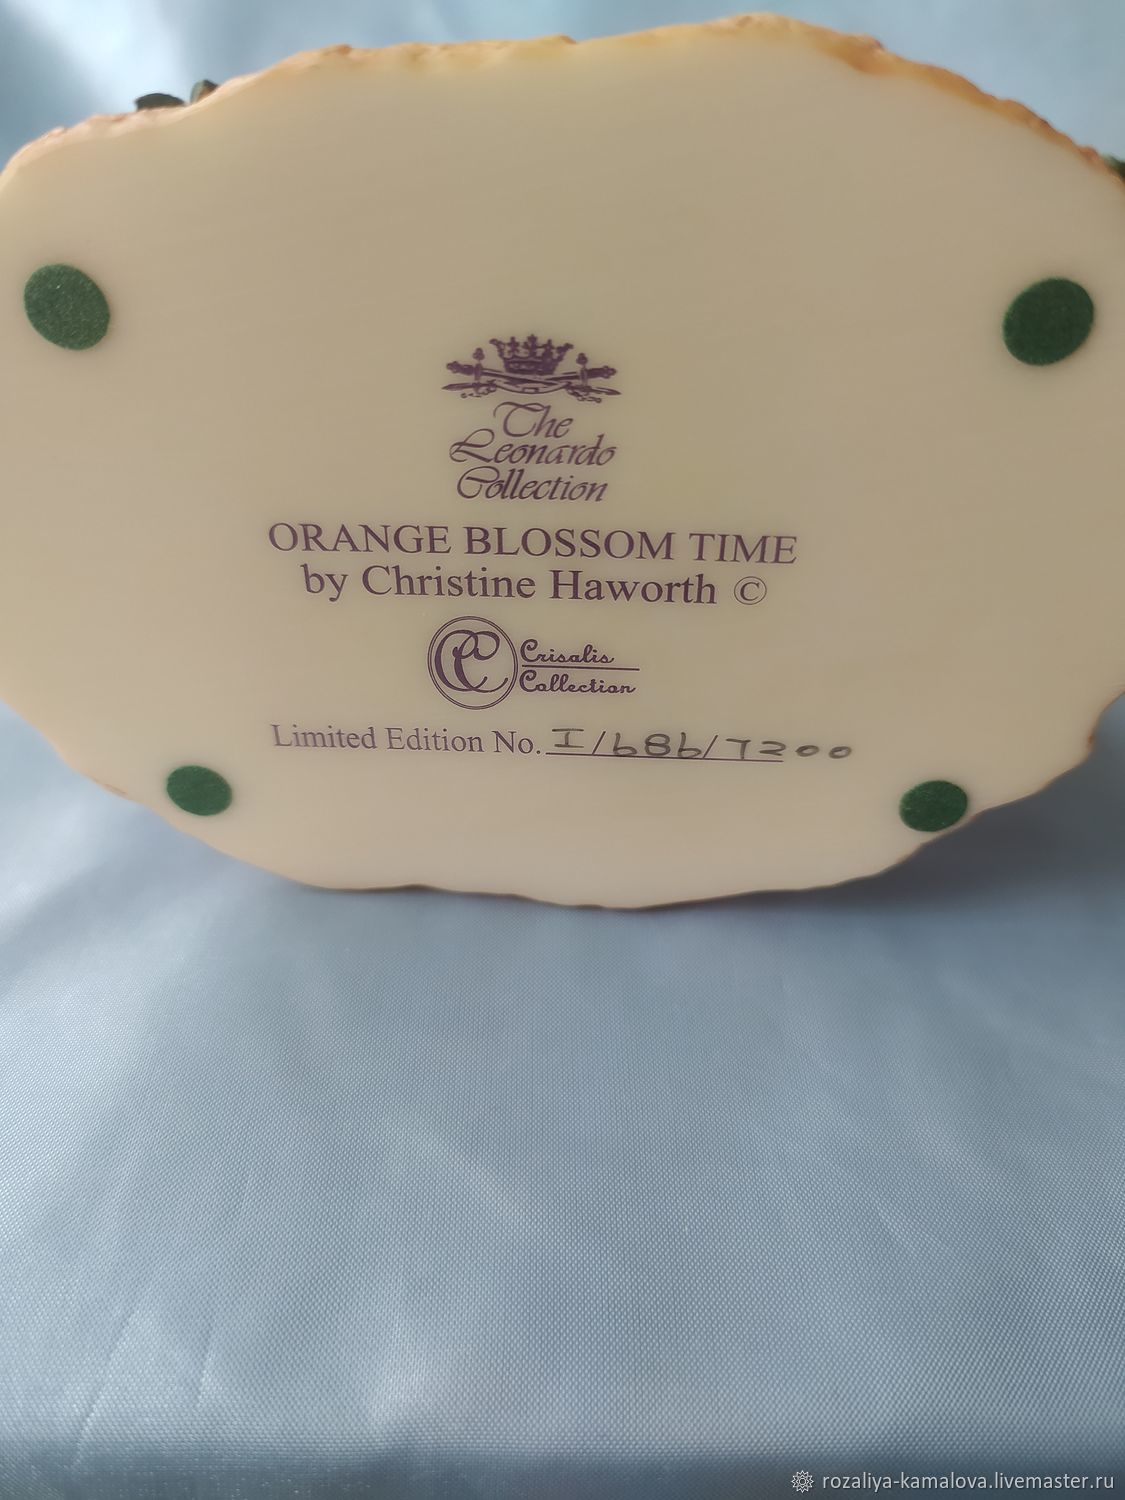 The
Leonardo
Collection
ORANGE BLOSSOM TIME
by Christine Haworth ©
CC
Crisalis
Collection
Limited Edition No. I/686/7200
rozaliya-kamalova.livemaster.ru